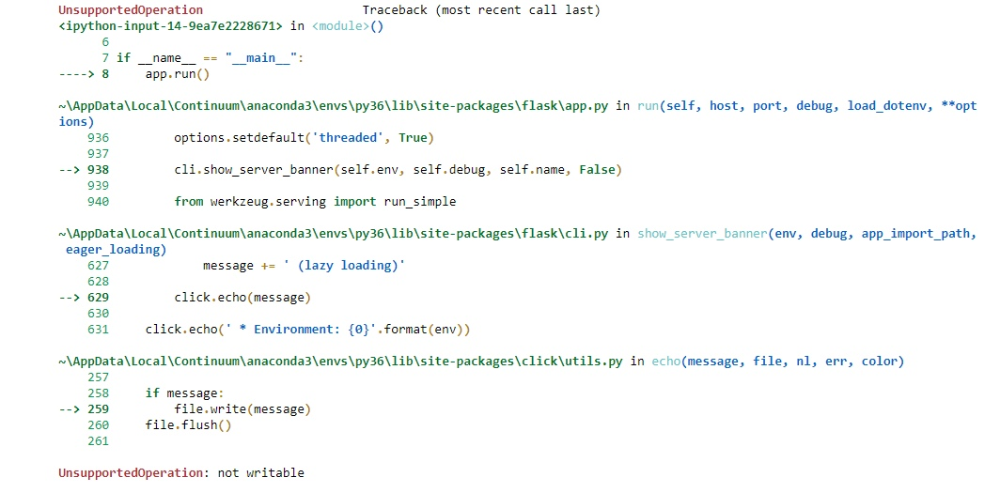 UnsupportedOperation                      Traceback (most recent call last)
<ipython-input-14-9ea7e2228671> in <module>()
      6
      7 if __name__ == "__main__":
----> 8     app.run()

~\AppData\Local\Continuum\anaconda3\envs\py36\lib\site-packages\flask\app.py in run(self, host, port, debug, load_dotenv, **opt
ions)
    936         options.setdefault('threaded', True)
    937
--> 938         cli.show_server_banner(self.env, self.debug, self.name, False)
    939
    940         from werkzeug.serving import run_simple

~\AppData\Local\Continuum\anaconda3\envs\py36\lib\site-packages\flask\cli.py in show_server_banner(env, debug, app_import_path,
 eager_loading)
    627             message += ' (lazy loading)'
    628
--> 629         click.echo(message)
    630
    631     click.echo(' * Environment: {0}'.format(env))

~\AppData\Local\Continuum\anaconda3\envs\py36\lib\site-packages\click\utils.py in echo(message, file, nl, err, color)
    257
    258     if message:
--> 259         file.write(message)
    260     file.flush()
    261

UnsupportedOperation: not writable